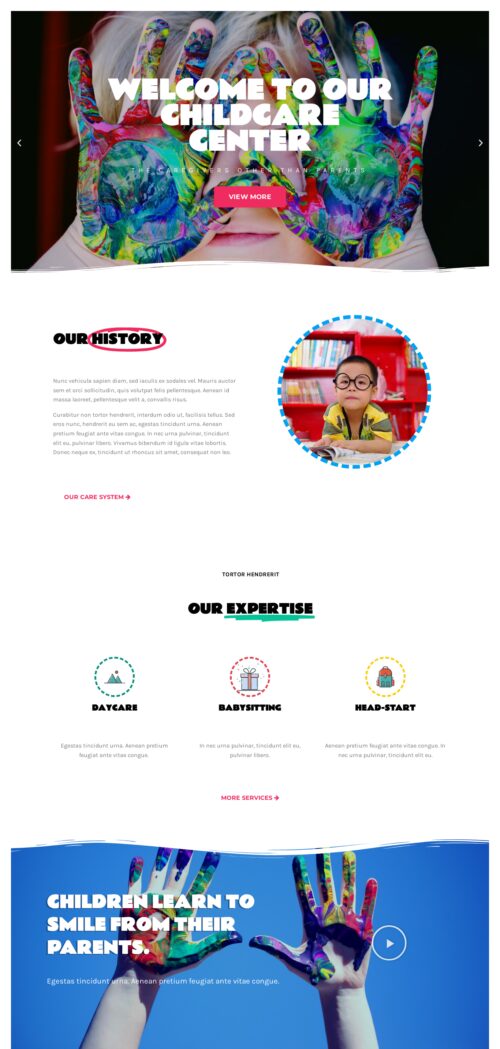 WELCOME TO OUR
CHILDCARE
CENTER
THE CAREGIVERS OTHER THAN PARENTS
VIEW MORE
OUR HISTORY
Nunc vehicula sapien diam, sed iaculis ex sodales vel. Mauris auctor
sem et orci sollicitudin, quis volutpat felis pellentesque. Aenean id
massa laoreet, pellentesque velit a, convallis risus.
Curabitur non tortor hendrerit, interdum odio ut, facilisis tellus. Sed
eros nunc, hendrerit eu sem ac, egestas tincidunt urna. Aenean
pretium feugiat ante vitae congue. In nec urna pulvinar, tincidunt
elit eu, pulvinar libero. Vivamus bibendum id ligula vitae lobortis.
Donec neque ex, tincidunt ut rhoncus sit amet, consequat non leo.
OUR CARE SYSTEM →
TORTOR HENDRERIT
OUR EXPERTISE
DAYCARE
BABYSITTING
HEAD-START
Egestas tincidunt urna. Aenean pretium
feugiat ante vitae congue.
In nec urna pulvinar, tincidunt elit eu,
pulvinar libero.
Aenean pretium feugiat ante vitae congue. In
nec urna pulvinar, tincidunt elit eu.
MORE SERVICES →
CHILDREN LEARN TO
SMILE FROM THEIR
PARENTS.
Egestas tincidunt urna. Aenean pretium feugiat ante vitae congue.